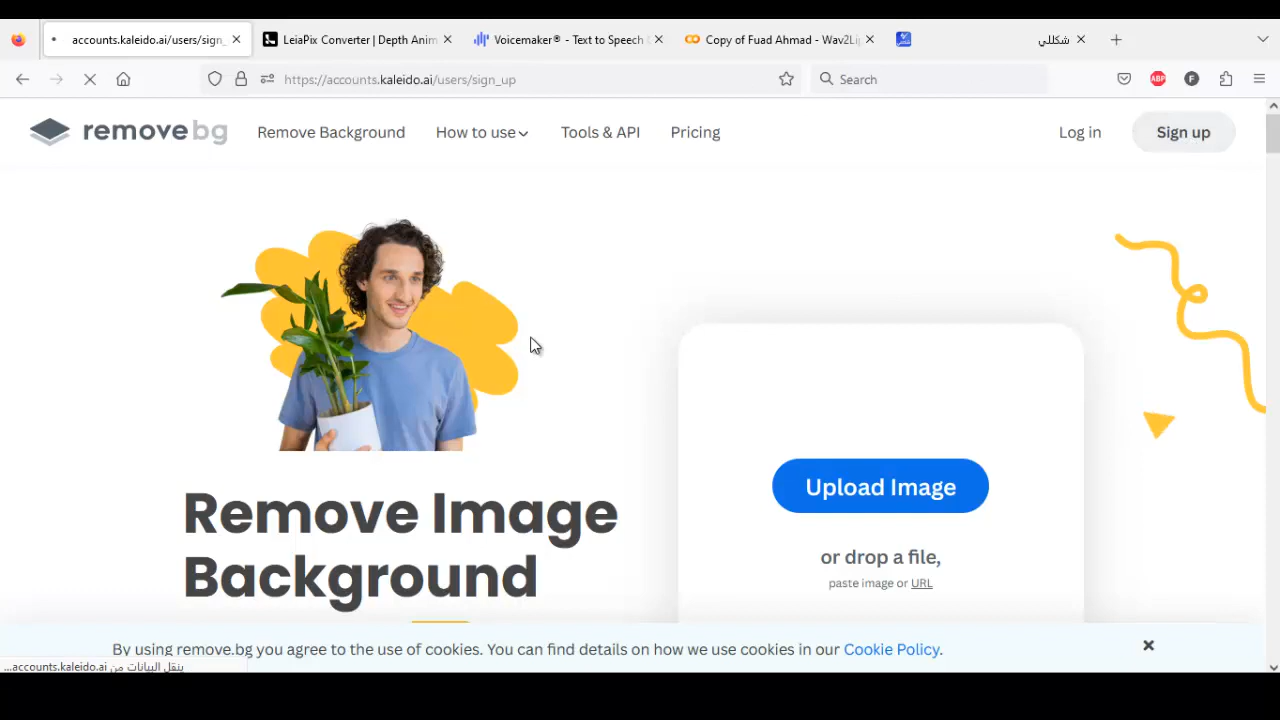 accounts.kaleido.ai/users/sign_
LeiaPix Converter | Depth Anim
Voicemaker® - Text to Speech
Copy of Fuad Ahmad - Wav2Li
شكللي
https://accounts.kaleido.ai/users/sign_up
Search
ABP
F
removebg
Remove Background
How to use
Tools & API
Pricing
Log in
Sign up
Remove Image
Background
Upload Image
or drop a file,
paste image or URL
By using remove.bg you agree to the use of cookies. You can find details on how we use cookies in our Cookie Policy.
ينقل البيانات من accounts.kaleido.ai...